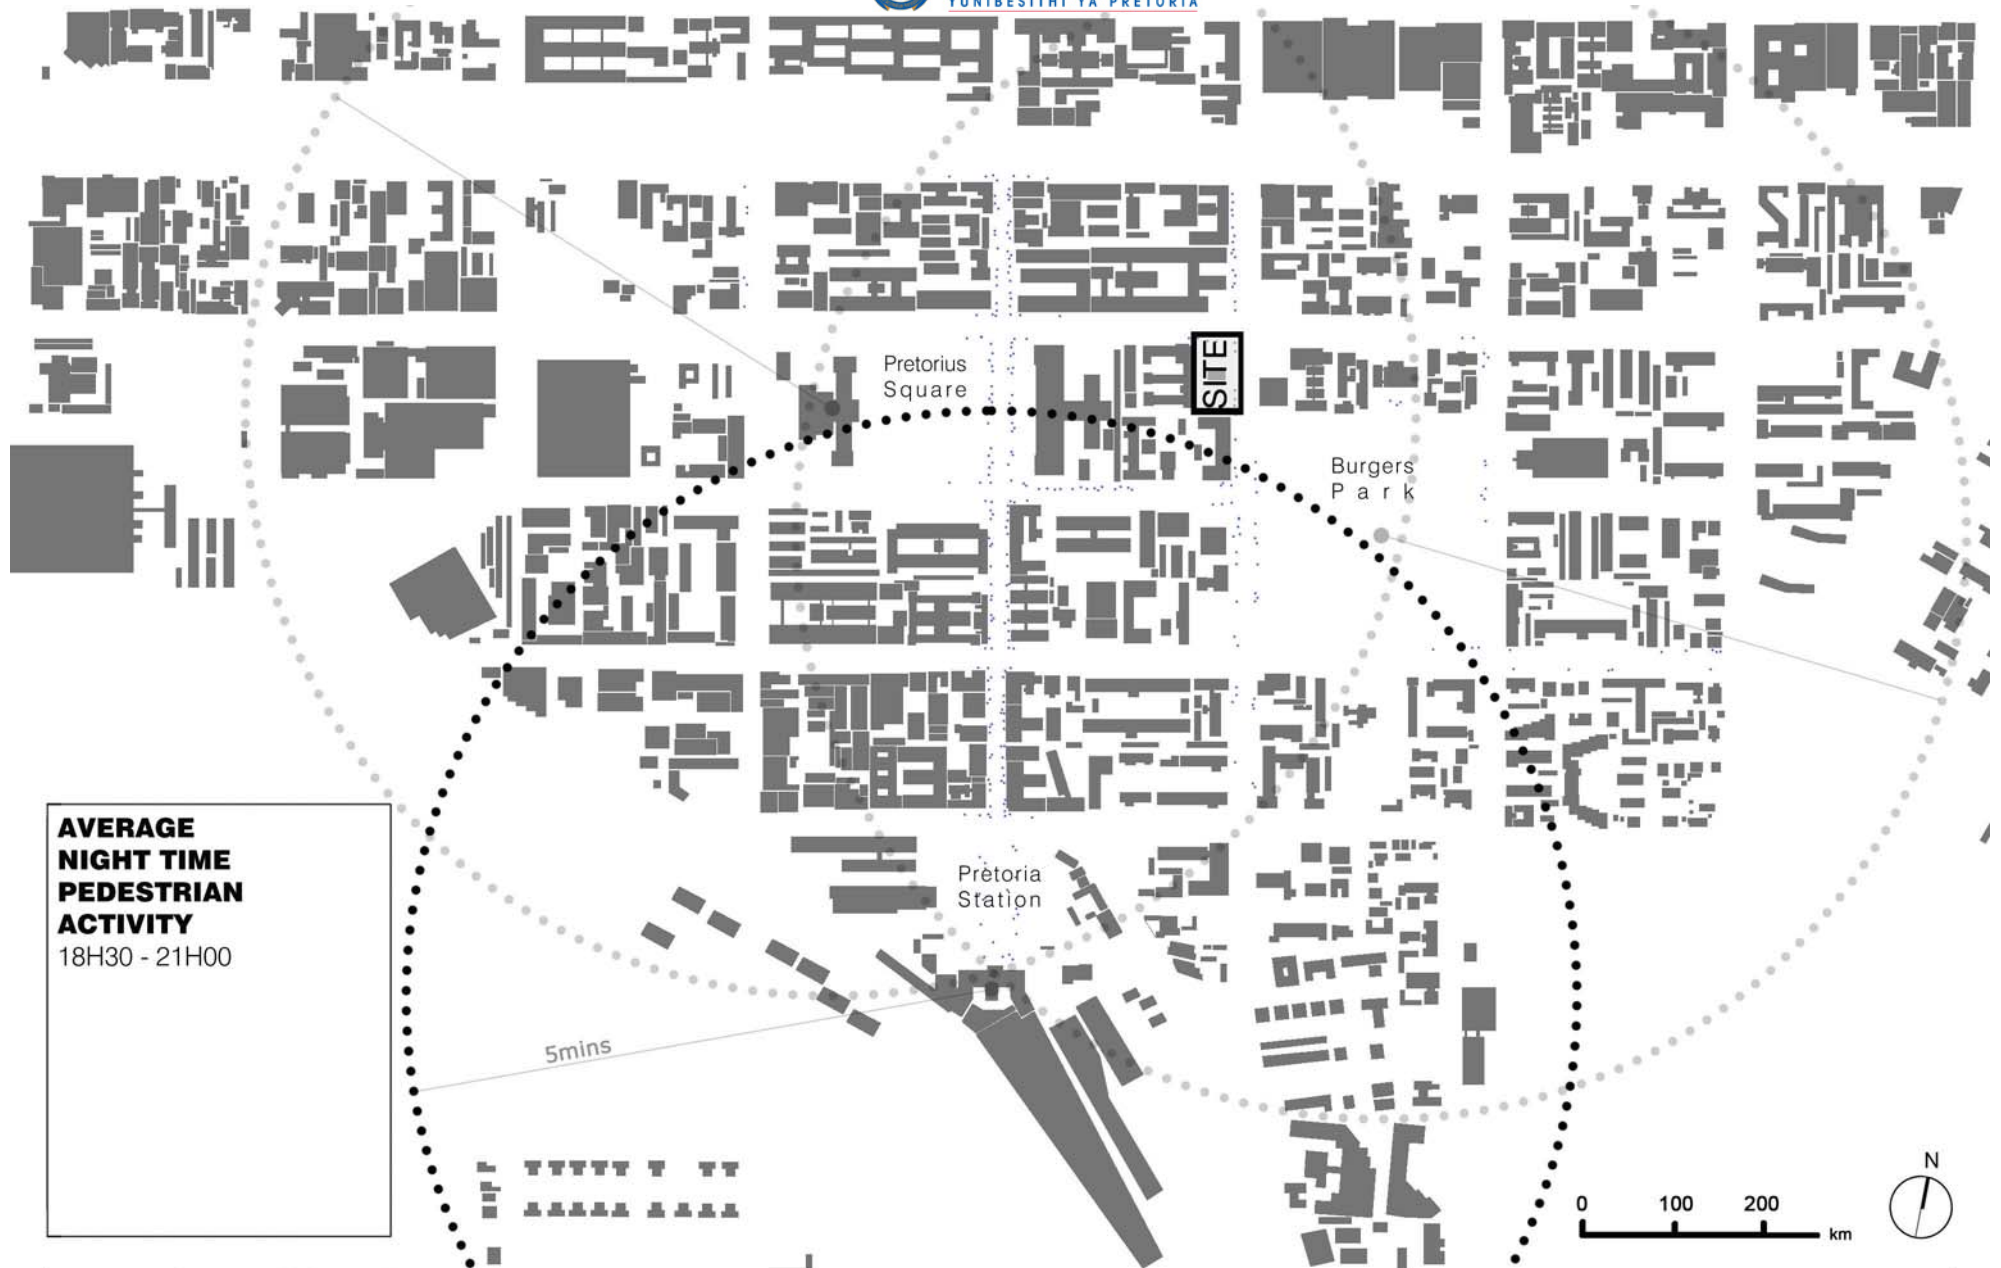 YUNIBESITHI YA PRETORIA
Pretorius
Square
SITE
Burgers
Park
Pretoria
Station
AVERAGE
NIGHT TIME
PEDESTRIAN
ACTIVITY
18H30 - 21H00
5mins
N
0 100 200
km